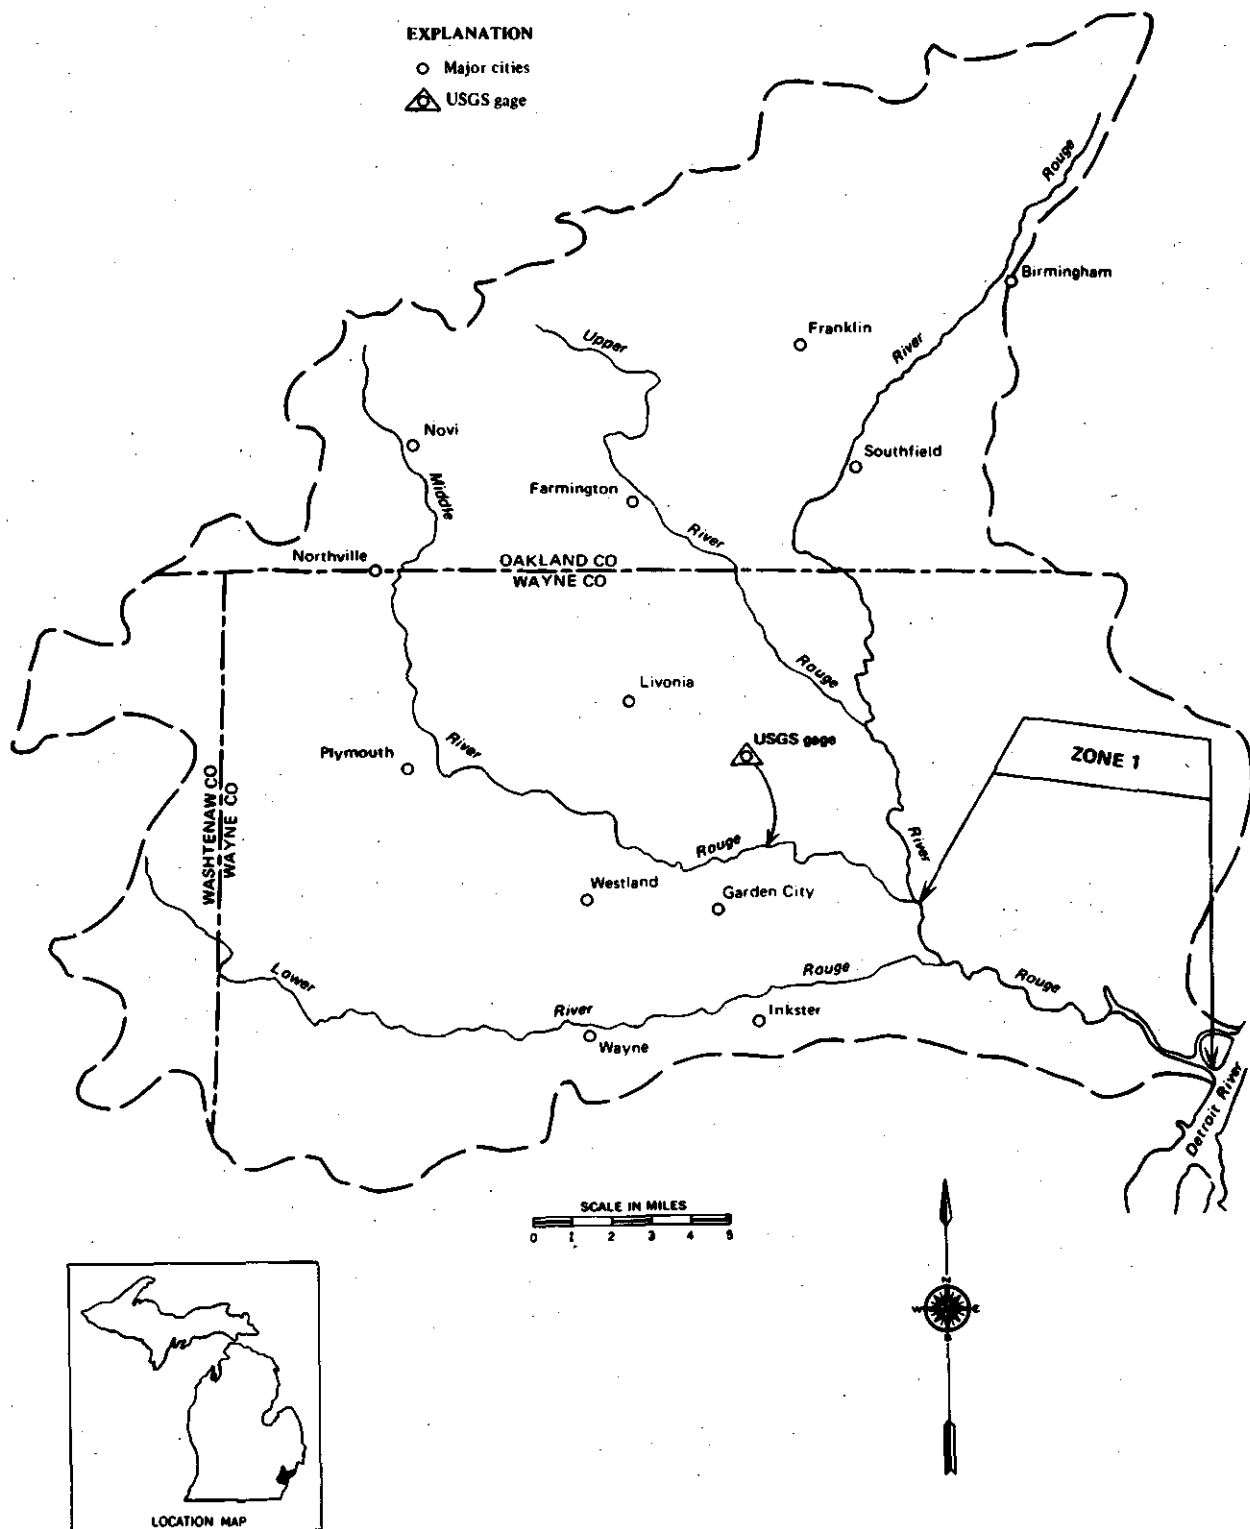 EXPLANATION
Major cities
USGS gage
Rouge
Birmingham
Franklin
River
Upper
Novi
Southfield
Middle
Farmington
River
Northville
OAKLAND CO
WAYNE CO
Rouge
Livonia
River
Plymouth
USGS gage
ZONE 1
WASHTENAW CO
WAYNE CO
Rouge
River
Westland
Garden City
Lower
Rouge
Rouge
River
Inkster
Wayne
Detroit River
SCALE IN MILES
0 1 2 3 4 5
N
W E
S
LOCATION MAP